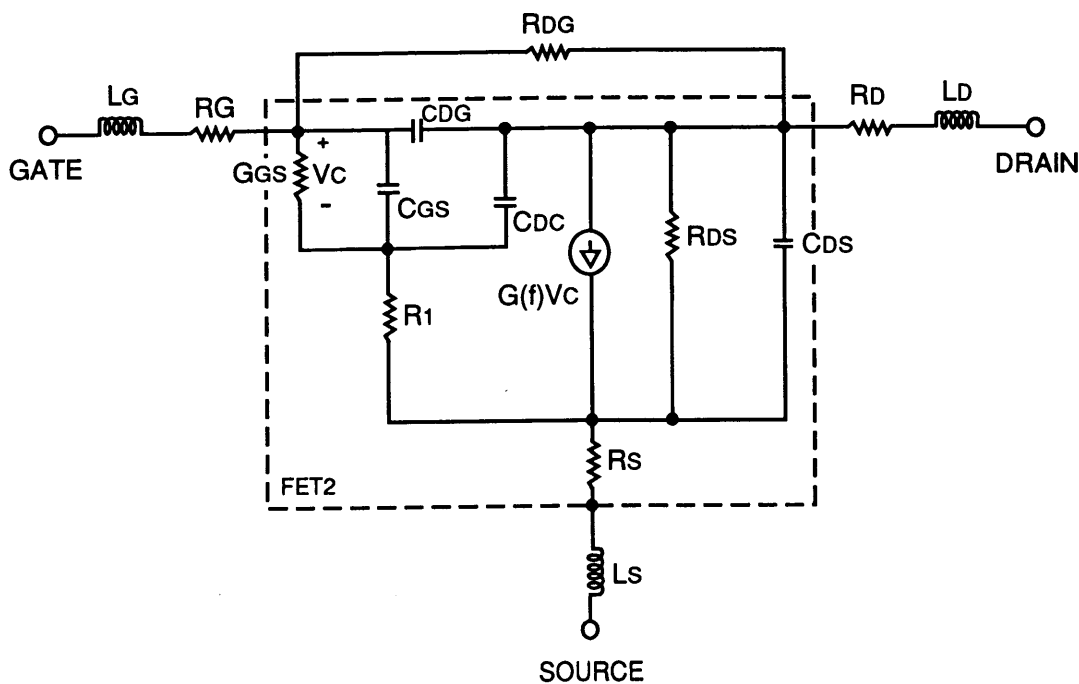 RDG
LG
RG
CDG
RD
LD
GATE
DRAIN
GGS
+
VC
-
CGS
CDC
RDS
CDS
G(f)VC
R1
RS
FET2
LS
SOURCE